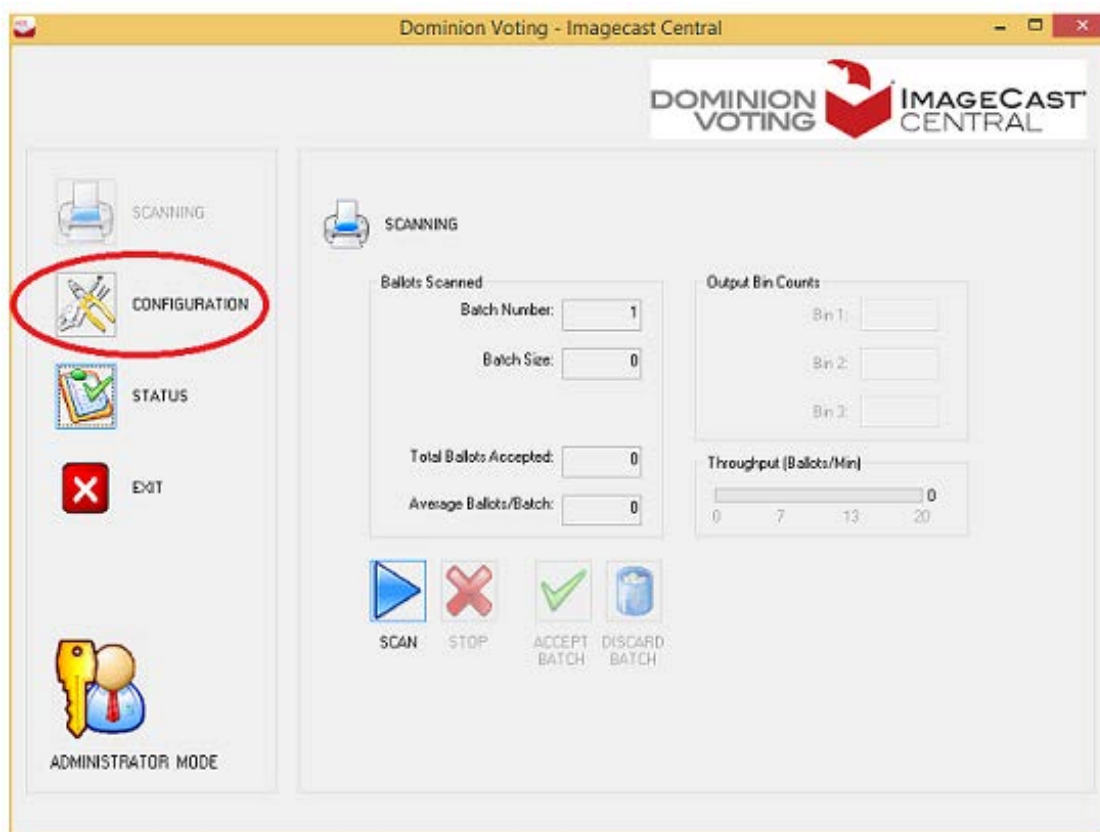 Dominion Voting - Imagecast Central
DOMINION VOTING
IMAGECAST CENTRAL
SCANNING
CONFIGURATION
STATUS
EXIT
ADMINISTRATOR MODE
SCANNING
Ballots Scanned
Batch Number: 1
Batch Size: 0
Total Ballots Accepted: 0
Average Ballots/Batch: 0
Output Bin Counts
Bin 1:
Bin 2:
Bin 3:
Throughput (Ballots/Min)
0
0 7 13 20
SCAN
STOP
ACCEPT BATCH
DISCARD BATCH